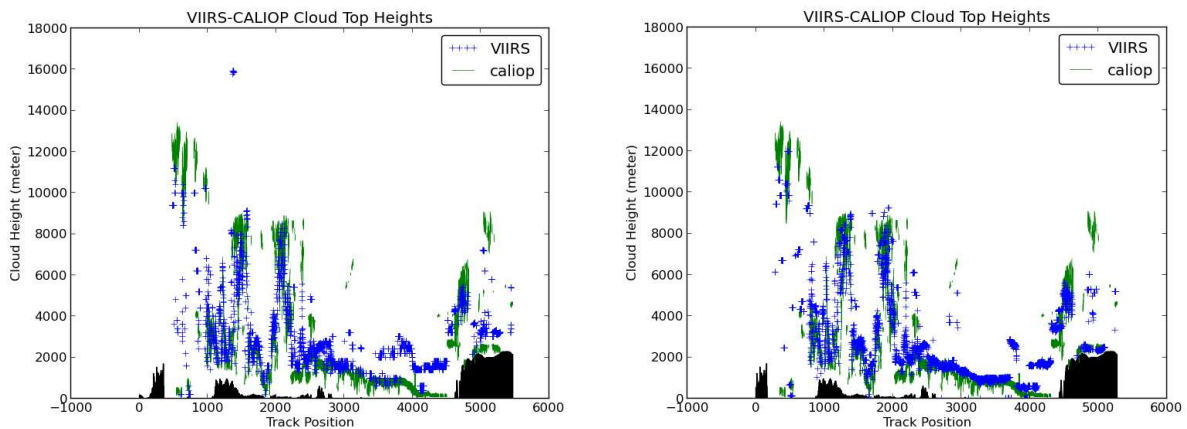 VIIRS-CALIOP Cloud Top Heights
18000
16000
14000
12000
10000
8000
6000
4000
2000
0
Cloud Height (meter)
VIIRS
caliop
−1000 0 1000 2000 3000 4000 5000 6000
Track Position
VIIRS-CALIOP Cloud Top Heights
18000
16000
14000
12000
10000
8000
6000
4000
2000
0
Cloud Height (meter)
VIIRS
caliop
−1000 0 1000 2000 3000 4000 5000 6000
Track Position